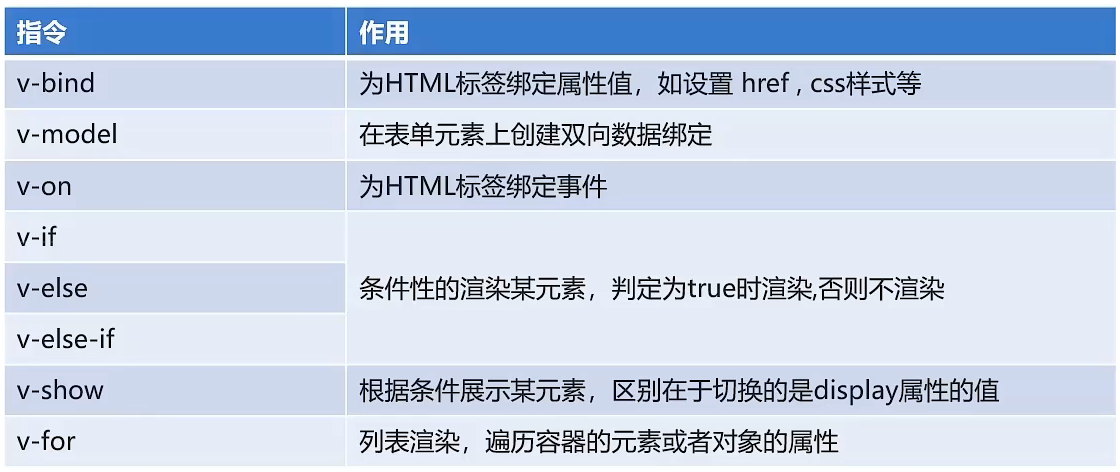 指令 作用
v-bind 为HTML标签绑定属性值，如设置 href , css样式等
v-model 在表单元素上创建双向数据绑定
v-on 为HTML标签绑定事件
v-if
v-else 条件性的渲染某元素，判定为true时渲染,否则不渲染
v-else-if
v-show 根据条件展示某元素，区别在于切换的是display属性的值
v-for 列表渲染，遍历容器的元素或者对象的属性